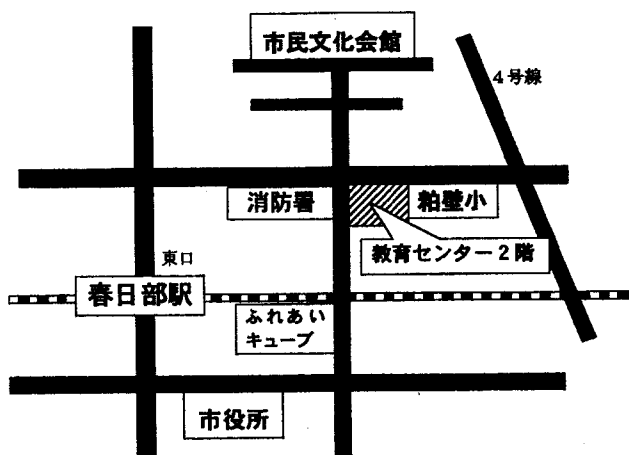 市民文化会館
4号線
消防署
粕壁小
教育センター2階
東口
春日部駅
ふれあい
キューブ
市役所